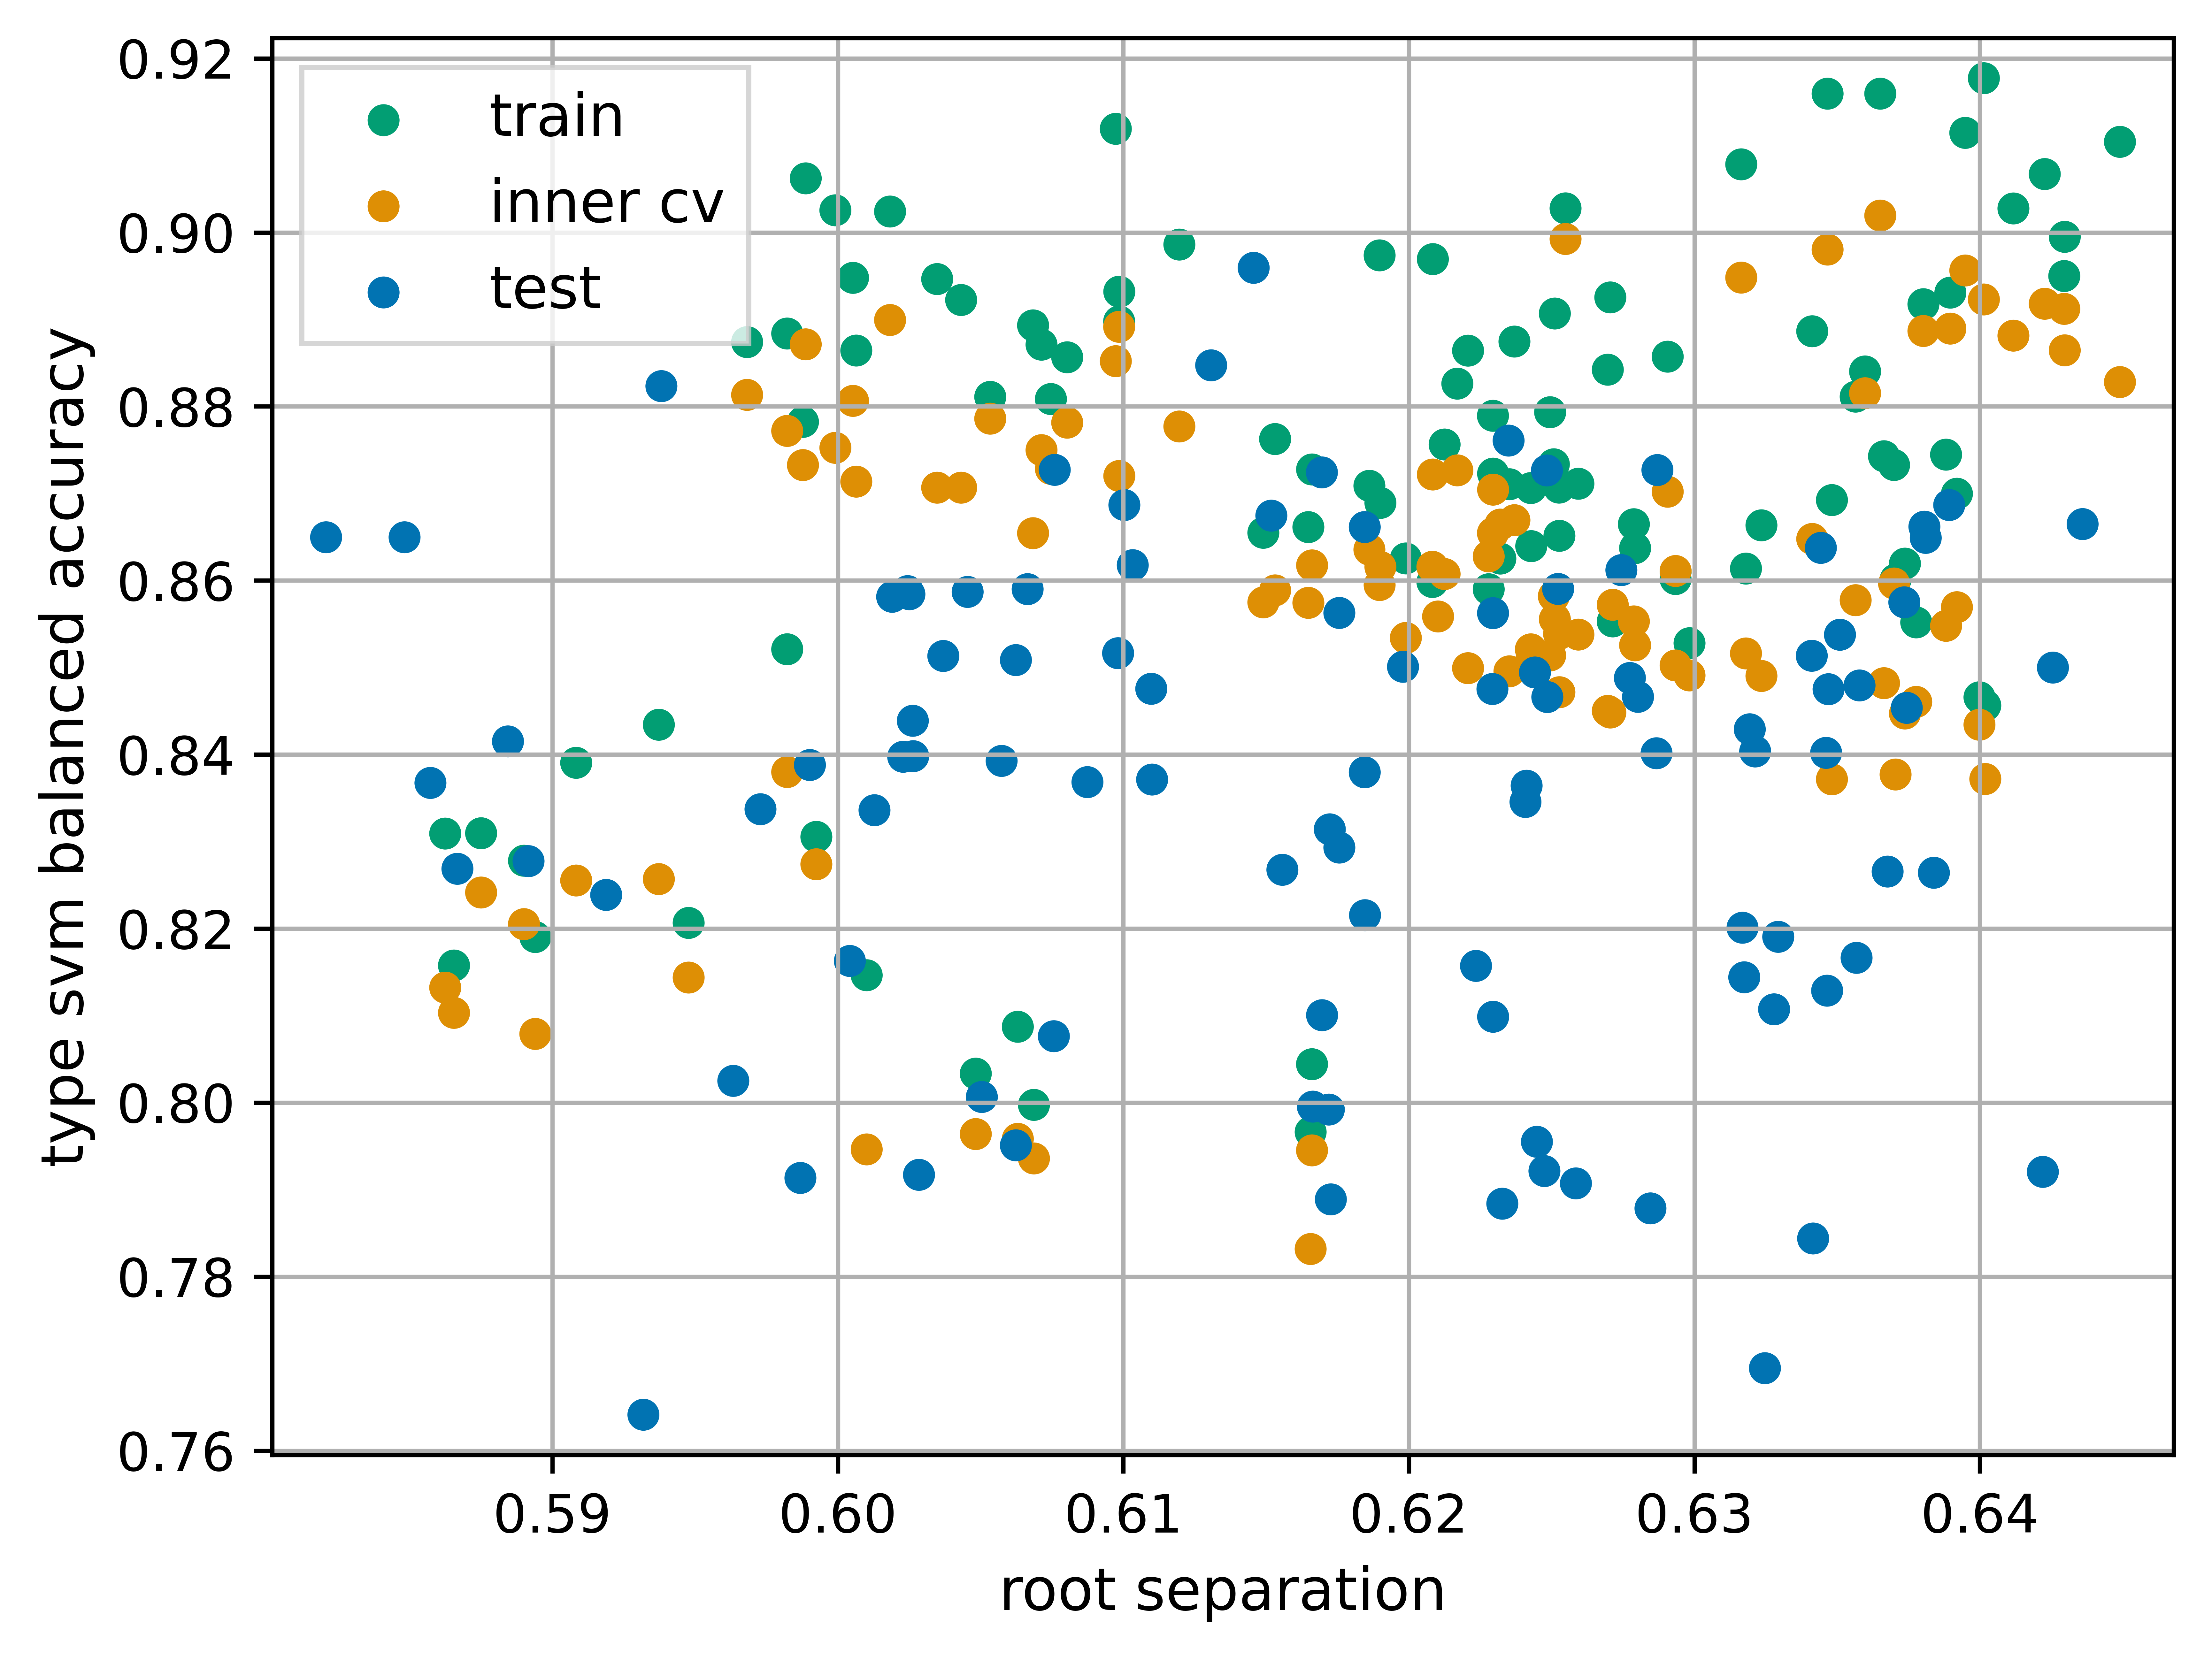 0.92
0.90
0.88
0.86
0.84
0.82
0.80
0.78
0.76
type svm balanced accuracy
train
inner cv
test
0.59 0.60 0.61 0.62 0.63 0.64
root separation